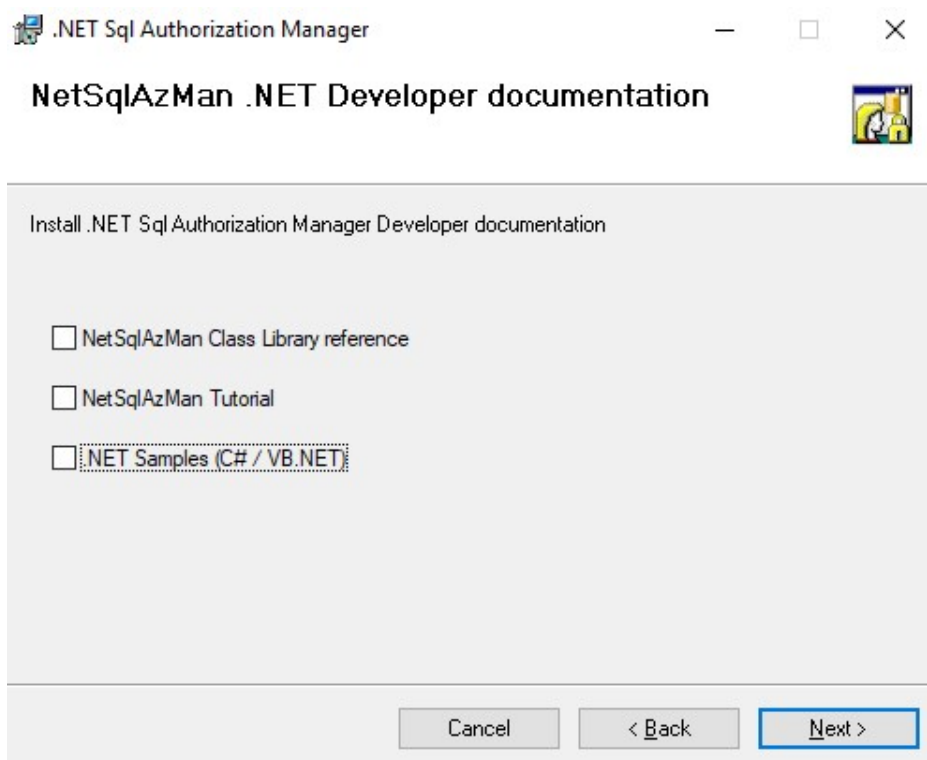 .NET Sql Authorization Manager
NetSqlAzMan .NET Developer documentation
Install .NET Sql Authorization Manager Developer documentation
NetSqlAzMan Class Library reference
NetSqlAzMan Tutorial
.NET Samples (C# / VB.NET)
Cancel
< Back
Next >